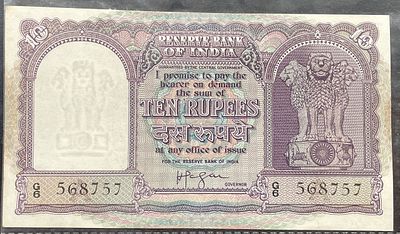 10 RESERVE BANK 10
OF INDIA
GUARANTEED BY THE CENTRAL GOVERNMENT
I promise to pay the
bearer on demand
the sum of
TEN RUPEES
दस रुपये
at any office of issue
FOR THE RESERVE BANK OF INDIA
G/6 568757
GOVERNOR
G/6 568757